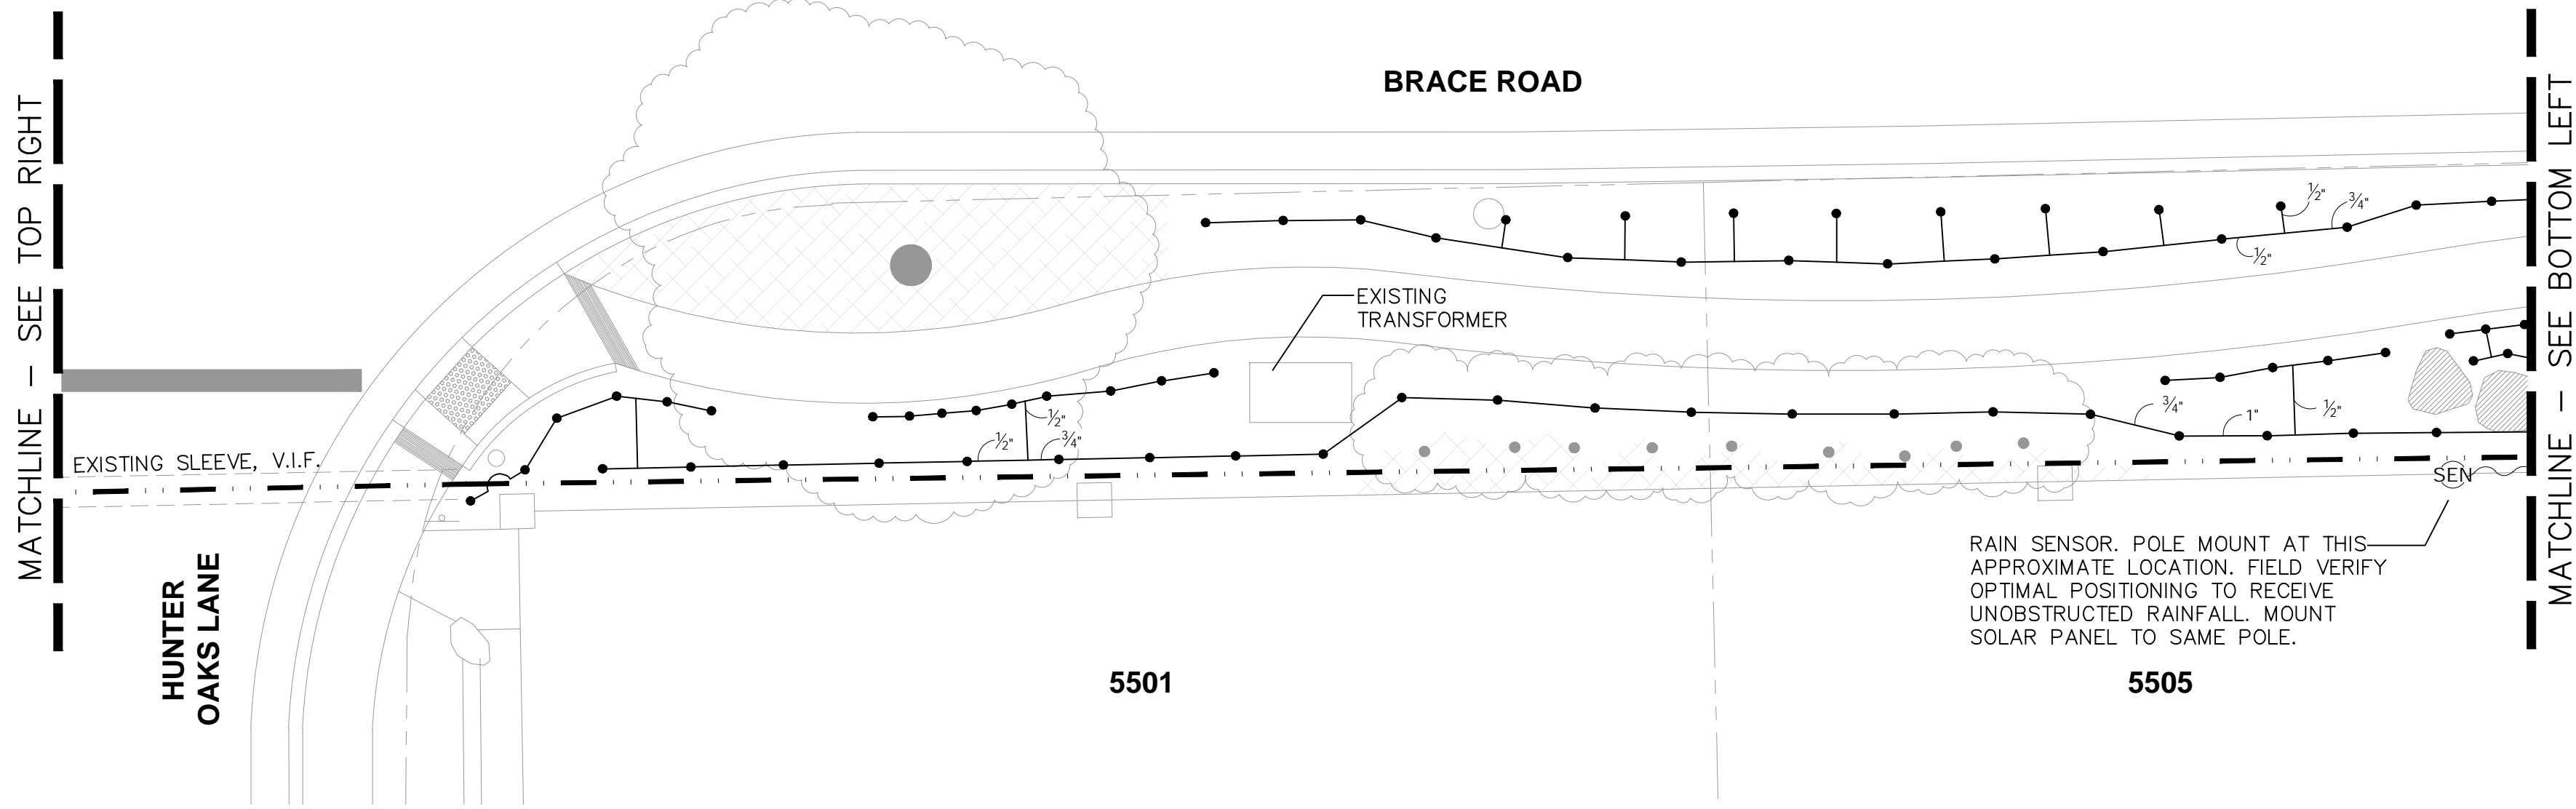 BRACE ROAD
MATCHLINE – SEE TOP RIGHT
MATCHLINE – SEE BOTTOM LEFT
1/2"
3/4"
1/2"
EXISTING
TRANSFORMER
1/2"
1/2"
3/4"
3/4"
1"
1/2"
EXISTING SLEEVE, V.I.F.
SEN
RAIN SENSOR. POLE MOUNT AT THIS
APPROXIMATE LOCATION. FIELD VERIFY
OPTIMAL POSITIONING TO RECEIVE
UNOBSTRUCTED RAINFALL. MOUNT
SOLAR PANEL TO SAME POLE.
HUNTER
OAKS LANE
5501
5505